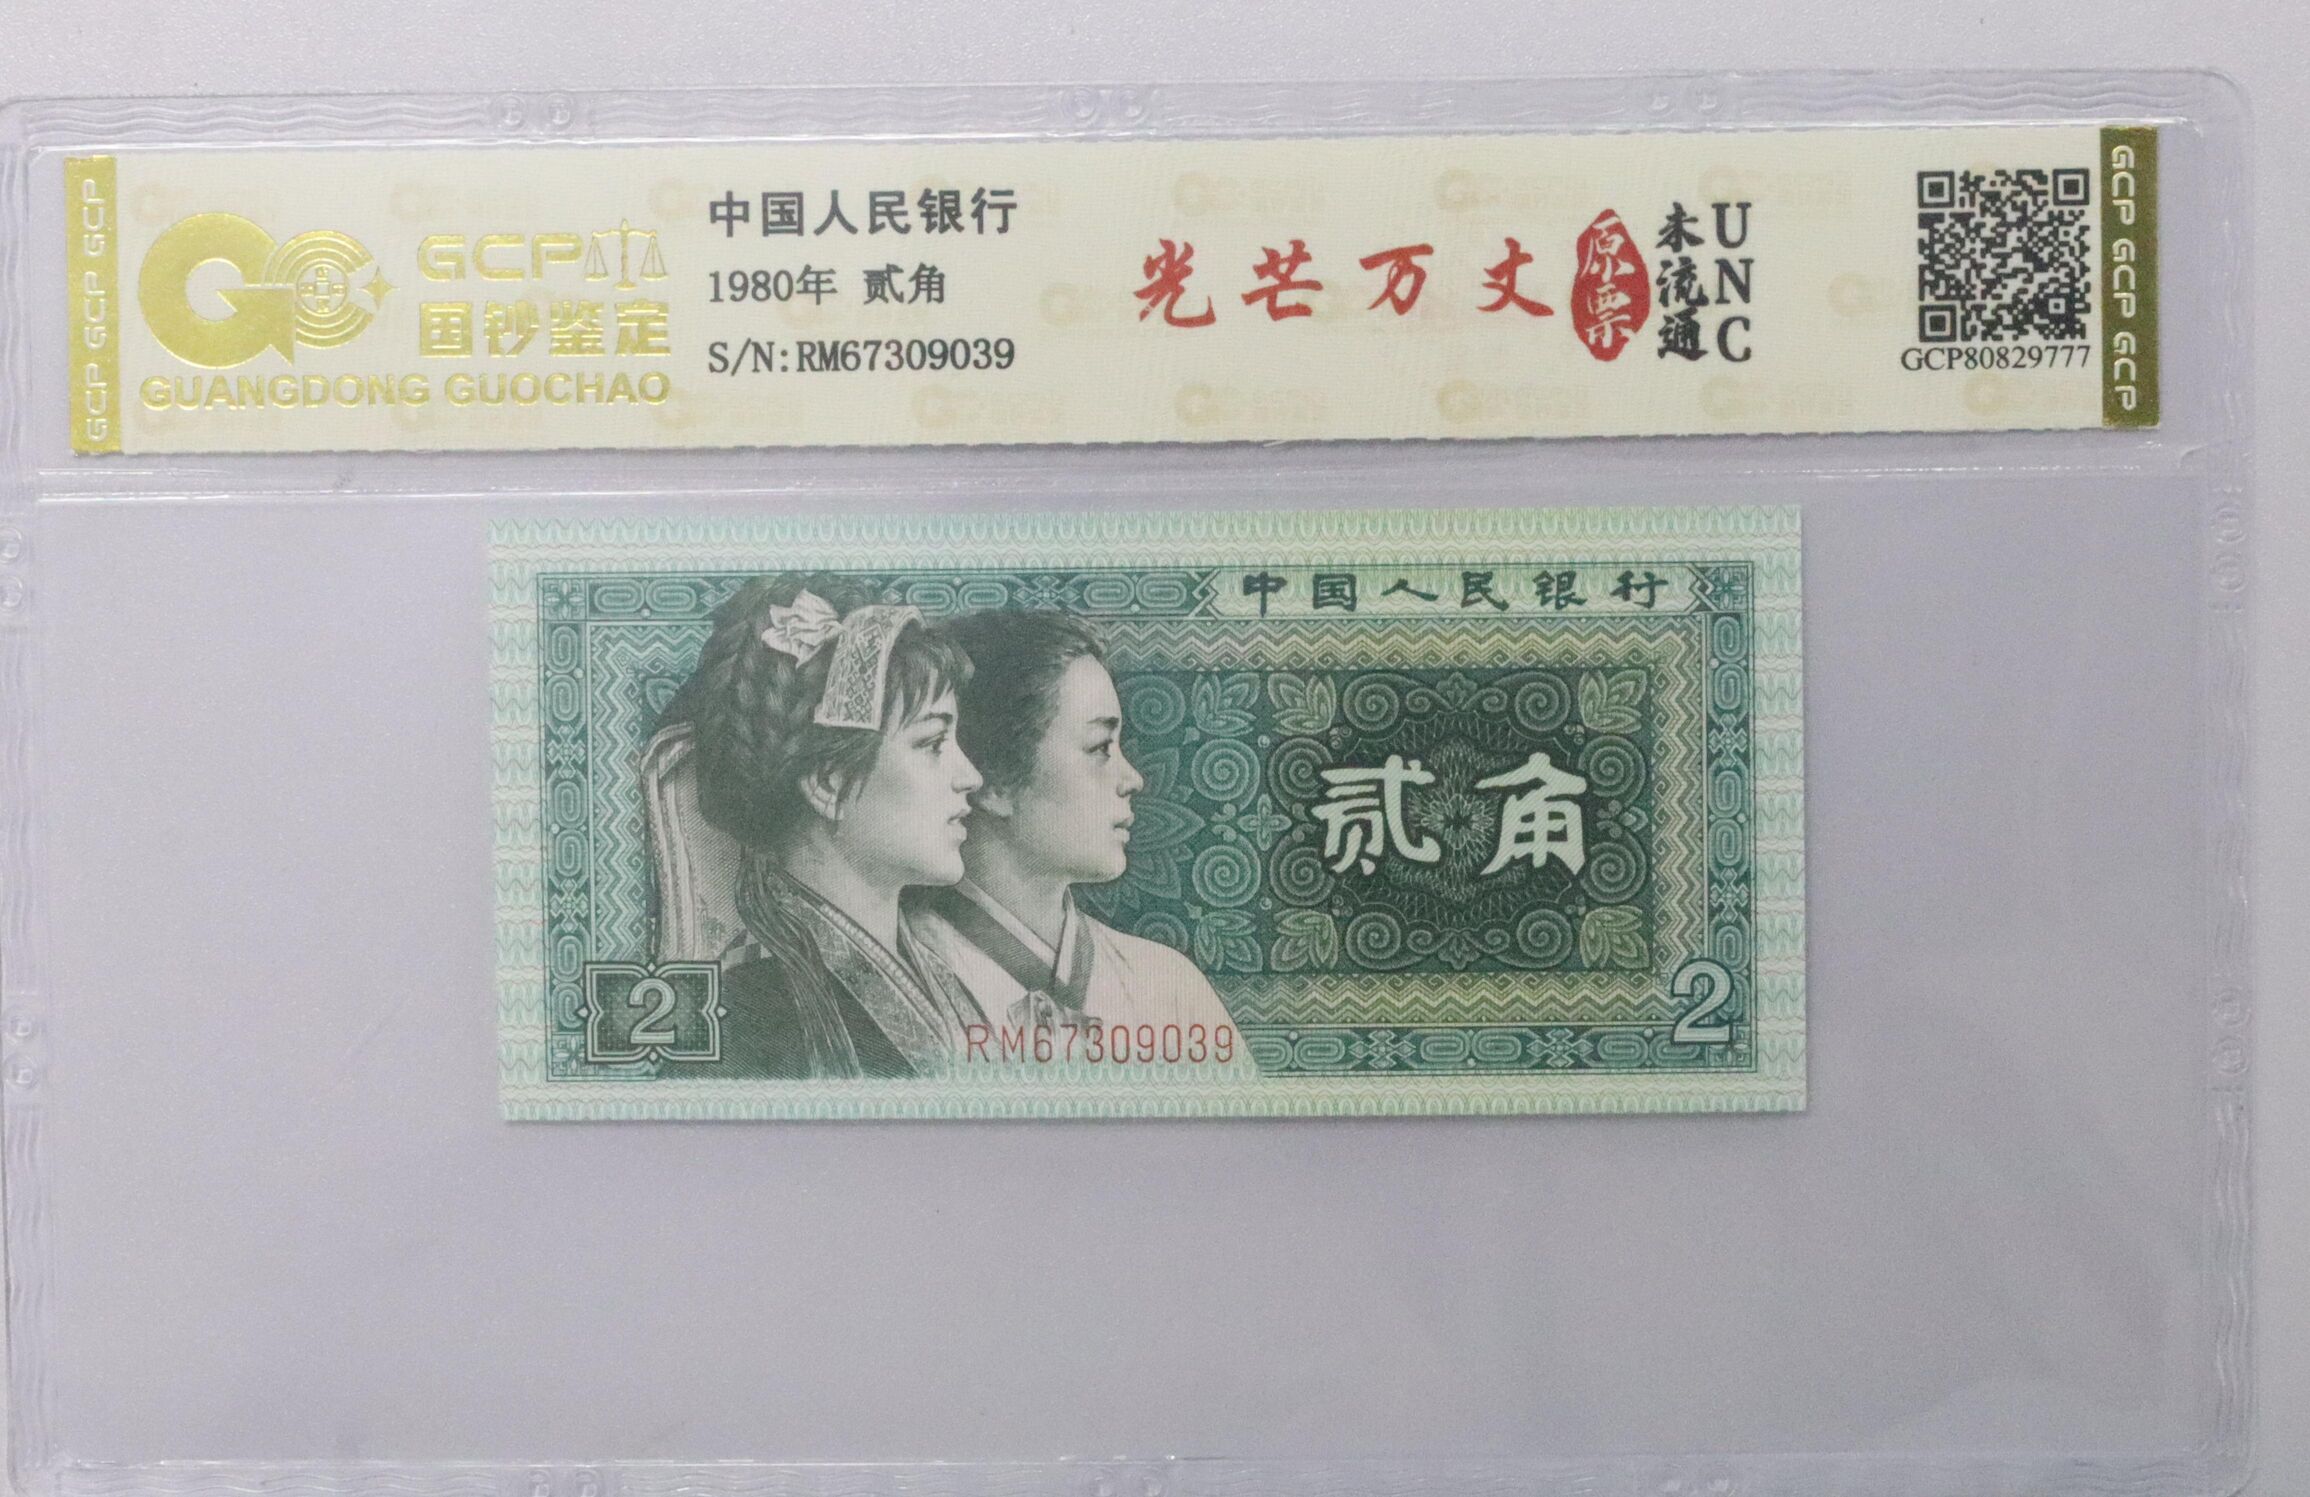 GCP GCP GCP
GCP
国钞鉴定
GUANGDONG GUOCHAO
中国人民银行
1980年 贰角
S/N:RM67309039
光芒万丈
原票
未流通
UNC
GCP80829777
GCP GCP GCP
中国人民银行
贰角
2
2
RM67309039